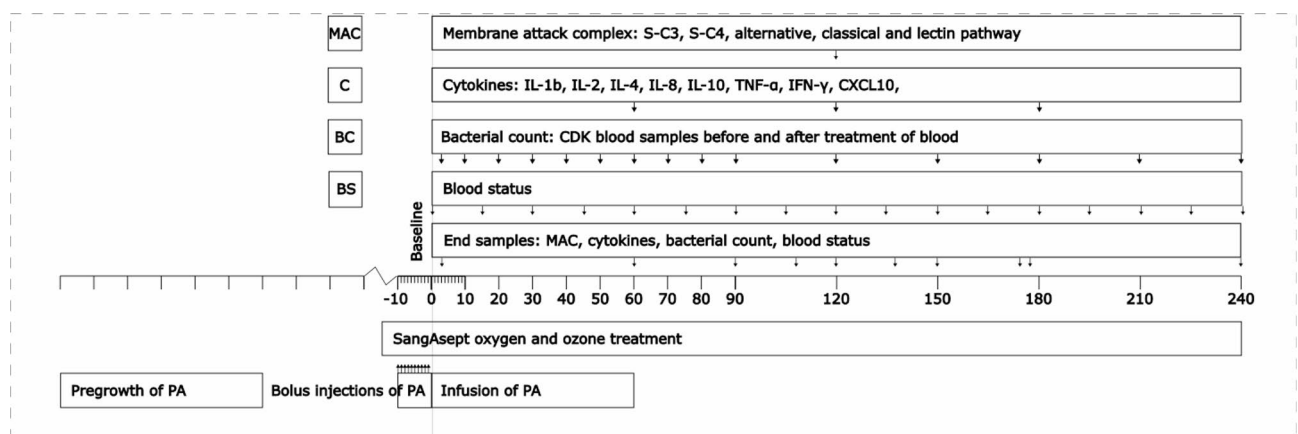 MAC
Membrane attack complex: S-C3, S-C4, alternative, classical and lectin pathway
C
Cytokines: IL-1b, IL-2, IL-4, IL-8, IL-10, TNF-α, IFN-γ, CXCL10,
BC
Bacterial count: CDK blood samples before and after treatment of blood
BS
Blood status
Baseline
End samples: MAC, cytokines, bacterial count, blood status
-10 0 10 20 30 40 50 60 70 80 90 120 150 180 210 240
SangAsept oxygen and ozone treatment
Pregrowth of PA
Bolus injections of PA
Infusion of PA